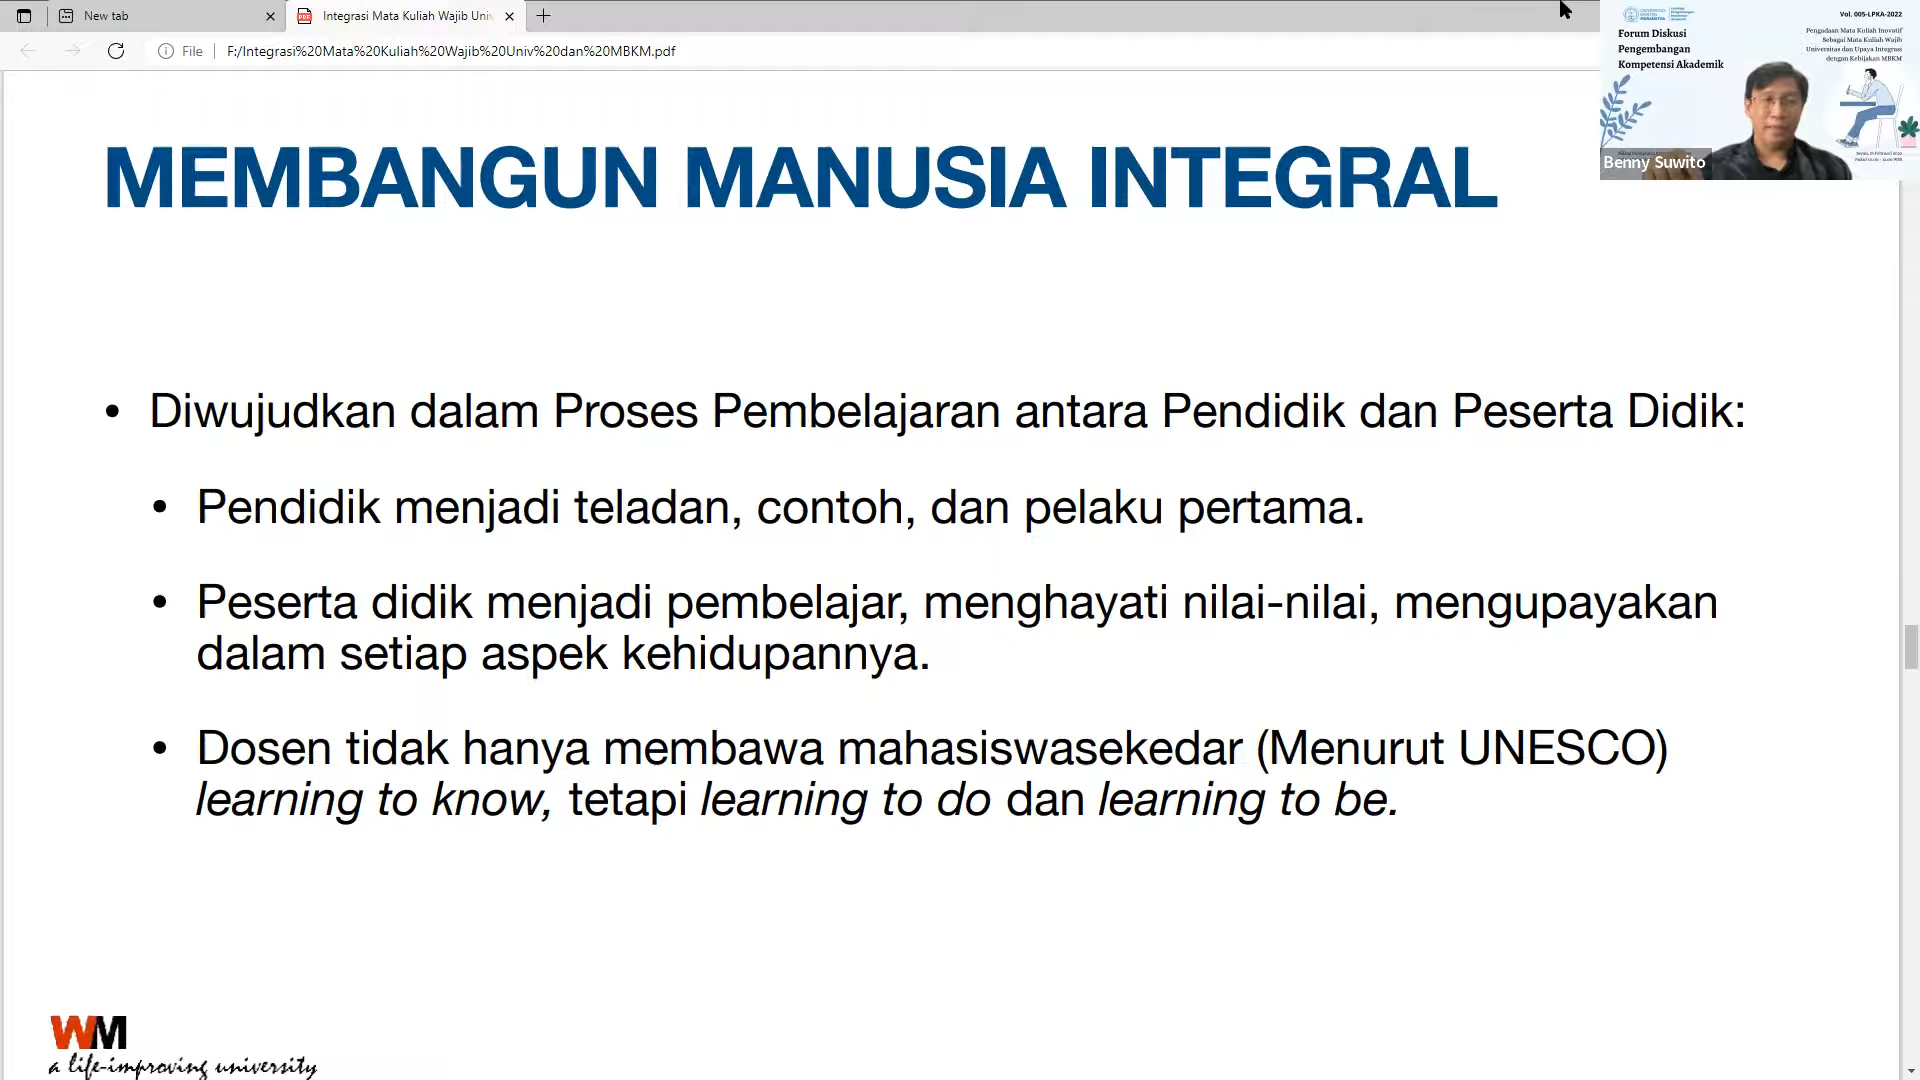 New tab
Integrasi Mata Kuliah Wajib Univ
File
F:/Integrasi%20Mata%20Kuliah%20Wajib%20Univ%20dan%20MBKM.pdf
Vol. 005-LPKA-2022
Forum Diskusi
Pengembangan
Kompetensi Akademik
Pengadaan Mata Kuliah Inovatif
Sebagai Mata Kuliah Wajib
Universitas dan Upaya Integrasi
dengan Kebijakan MBKM
Benny Suwito
MEMBANGUN MANUSIA INTEGRAL
• Diwujudkan dalam Proses Pembelajaran antara Pendidik dan Peserta Didik:
• Pendidik menjadi teladan, contoh, dan pelaku pertama.
• Peserta didik menjadi pembelajar, menghayati nilai-nilai, mengupayakan
dalam setiap aspek kehidupannya.
• Dosen tidak hanya membawa mahasiswasekedar (Menurut UNESCO)
learning to know, tetapi learning to do dan learning to be.
WM
a life-improving university